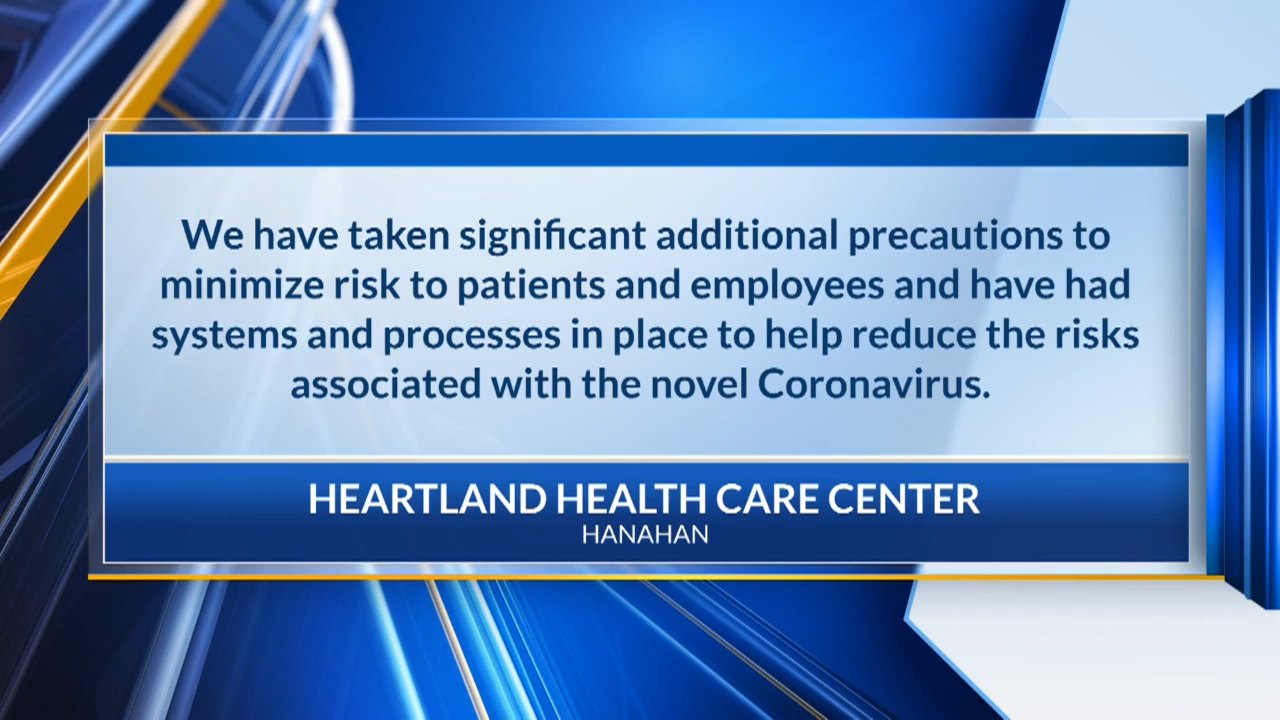 We have taken significant additional precautions to
minimize risk to patients and employees and have had
systems and processes in place to help reduce the risks
associated with the novel Coronavirus.
HEARTLAND HEALTH CARE CENTER
HANAHAN